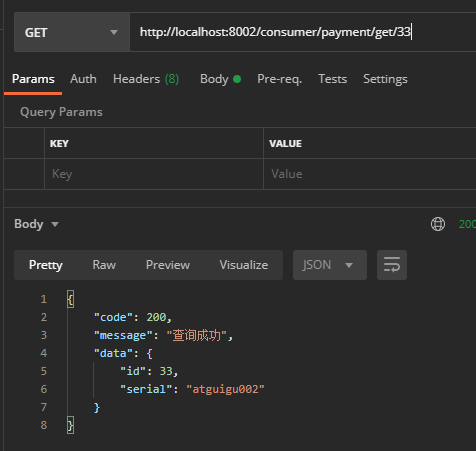 GET http://localhost:8002/consumer/payment/get/33
Params Auth Headers (8) Body Pre-req. Tests Settings
Query Params
KEY VALUE
Key Value
Body 200
Pretty Raw Preview Visualize JSON
1 {
2 "code": 200,
3 "message": "查询成功",
4 "data": {
5 "id": 33,
6 "serial": "atguigu002"
7 }
8 }